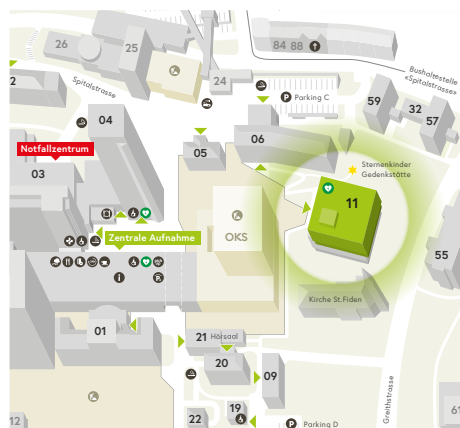 26
25
84 88
2
24
Bushaltestelle
«Spitalstrasse»
Spitalstrasse
P Parking C
59
32
57
04
06
Notfallzentrum
05
03
Sternenkinder
Gedenkstätte
11
OKS
Zentrale Aufnahme
55
Kirche St.Fiden
01
21 Hörsaal
20
09
Greithstrasse
12
22
19
61
P Parking D